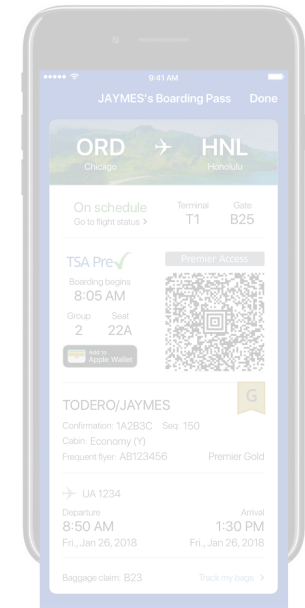 9:41 AM
JAYMES's Boarding Pass Done
ORD HNL
Chicago Honolulu
On schedule Terminal Gate
Go to flight status > T1 B25
TSA Pre✓ Premier Access
Boarding begins
8:05 AM
Group Seat
2 22A
Add to
Apple Wallet
TODERO/JAYMES G
Confirmation: 1A2B3C Seq: 150
Cabin: Economy (Y)
Frequent flyer: AB123456 Premier Gold
UA 1234
Departure Arrival
8:50 AM 1:30 PM
Fri., Jan 26, 2018 Fri., Jan 26, 2018
Baggage claim: B23 Track my bags >